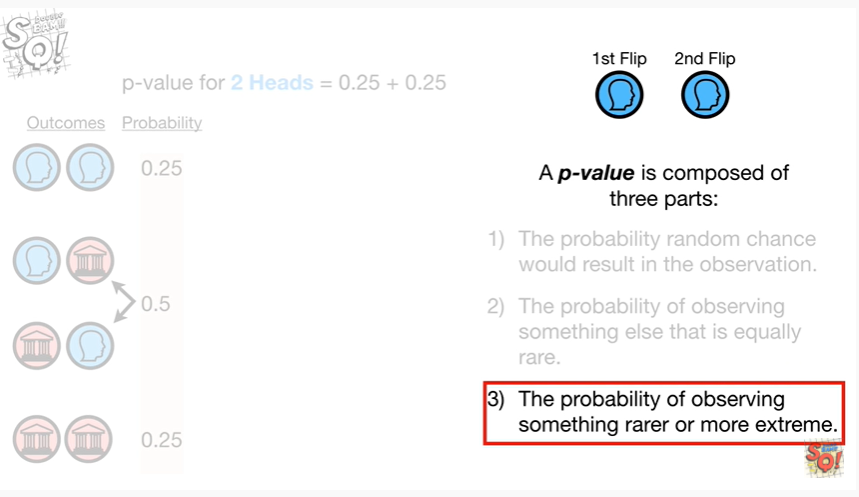 SQ!
1st Flip 2nd Flip
p-value for 2 Heads = 0.25 + 0.25
Outcomes Probability
0.25
0.5
0.25
A p-value is composed of
three parts:
1) The probability random chance
would result in the observation.
2) The probability of observing
something else that is equally
rare.
3) The probability of observing
something rarer or more extreme.
SQ!